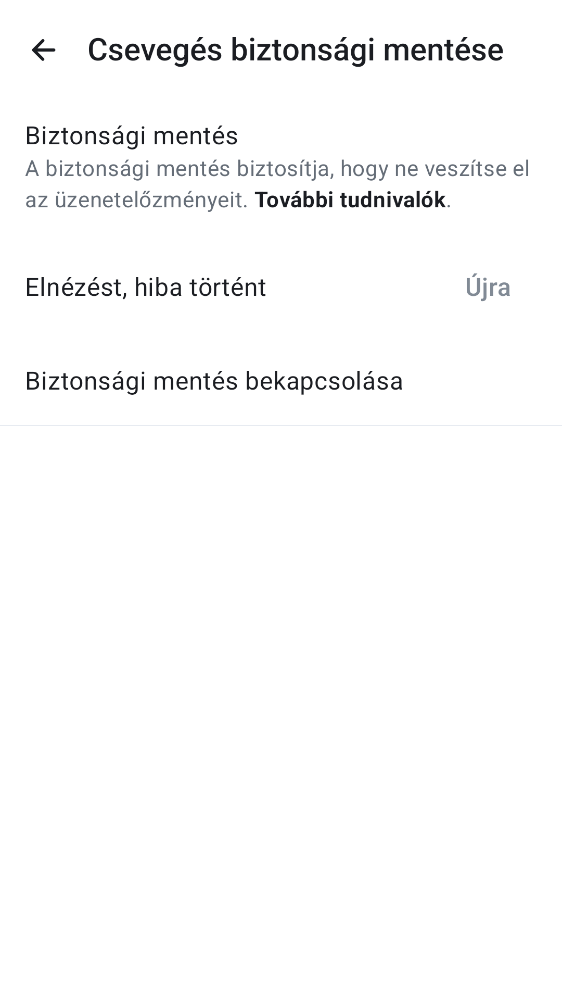 Csevegés biztonsági mentése
Biztonsági mentés
A biztonsági mentés biztosítja, hogy ne veszítse el
az üzenetelőzményeit. További tudnivalók.
Elnézést, hiba történt
Újra
Biztonsági mentés bekapcsolása